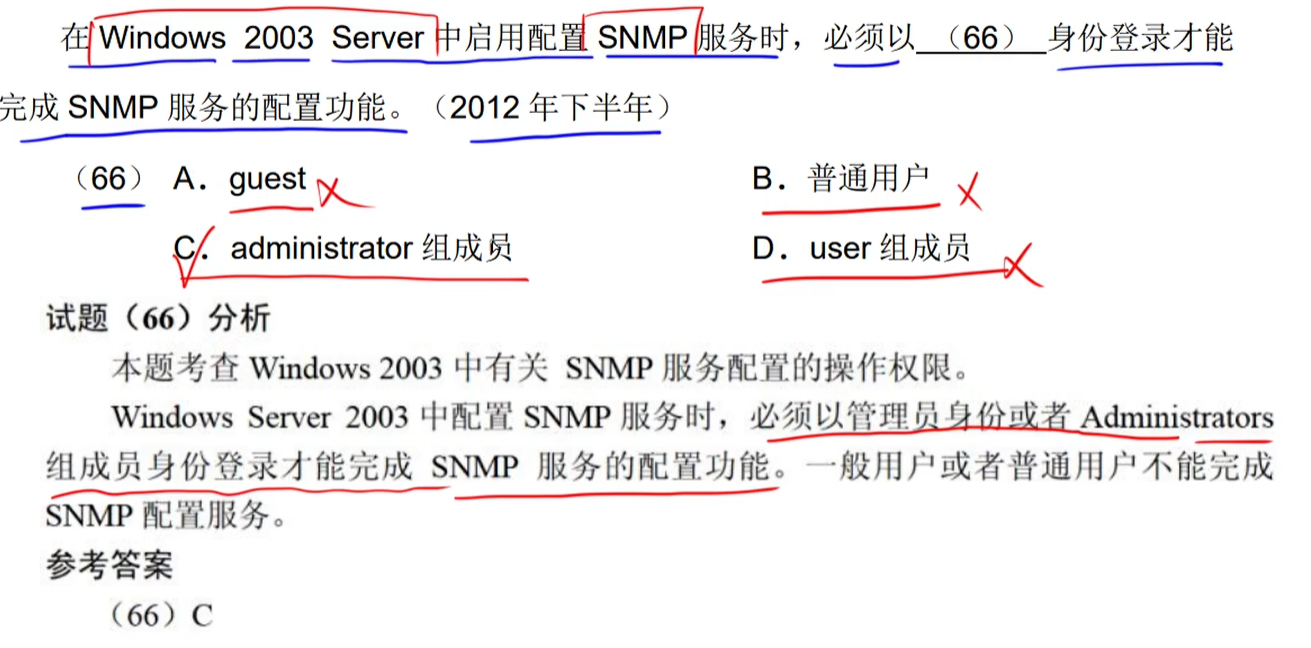 在 Windows 2003 Server 中启用配置 SNMP 服务时，必须以 （66） 身份登录才能
完成 SNMP 服务的配置功能。（2012 年下半年）
（66） A．guest B．普通用户
C．administrator 组成员 D．user 组成员
试题（66）分析
本题考查 Windows 2003 中有关 SNMP 服务配置的操作权限。
Windows Server 2003 中配置 SNMP 服务时，必须以管理员身份或者 Administrators
组成员身份登录才能完成 SNMP 服务的配置功能。一般用户或者普通用户不能完成
SNMP 配置服务。
参考答案
（66）C